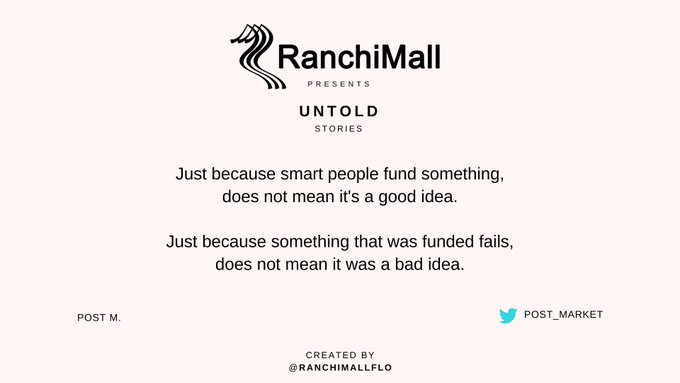 RanchiMall
PRESENTS
UNTOLD
STORIES
Just because smart people fund something,
does not mean it's a good idea.
Just because something that was funded fails,
does not mean it was a bad idea.
POST M.
POST_MARKET
CREATED BY
@RANCHIMALLFLO